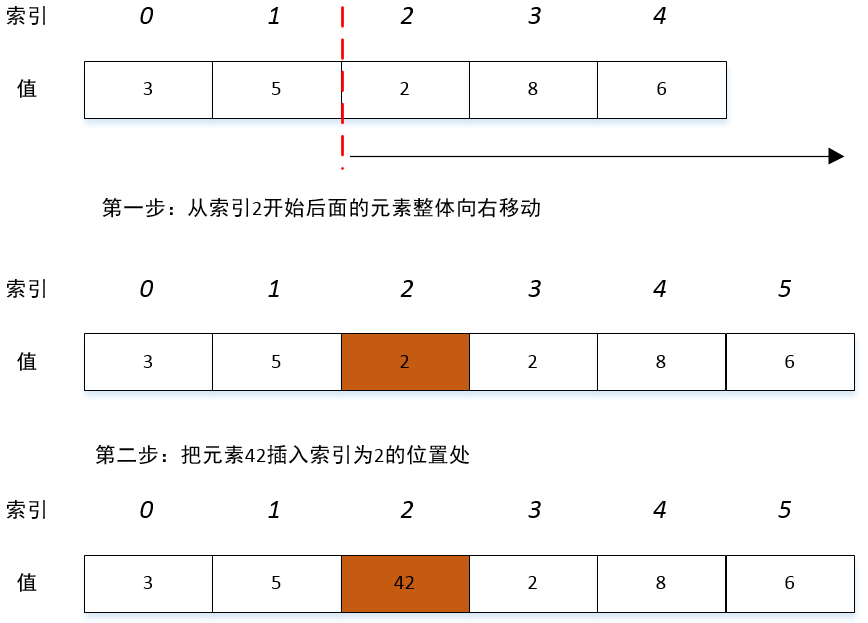 索引 0 1 2 3 4
值 3 5 2 8 6
第一步：从索引2开始后面的元素整体向右移动
索引 0 1 2 3 4 5
值 3 5 2 2 8 6
第二步：把元素42插入索引为2的位置处
索引 0 1 2 3 4 5
值 3 5 42 2 8 6